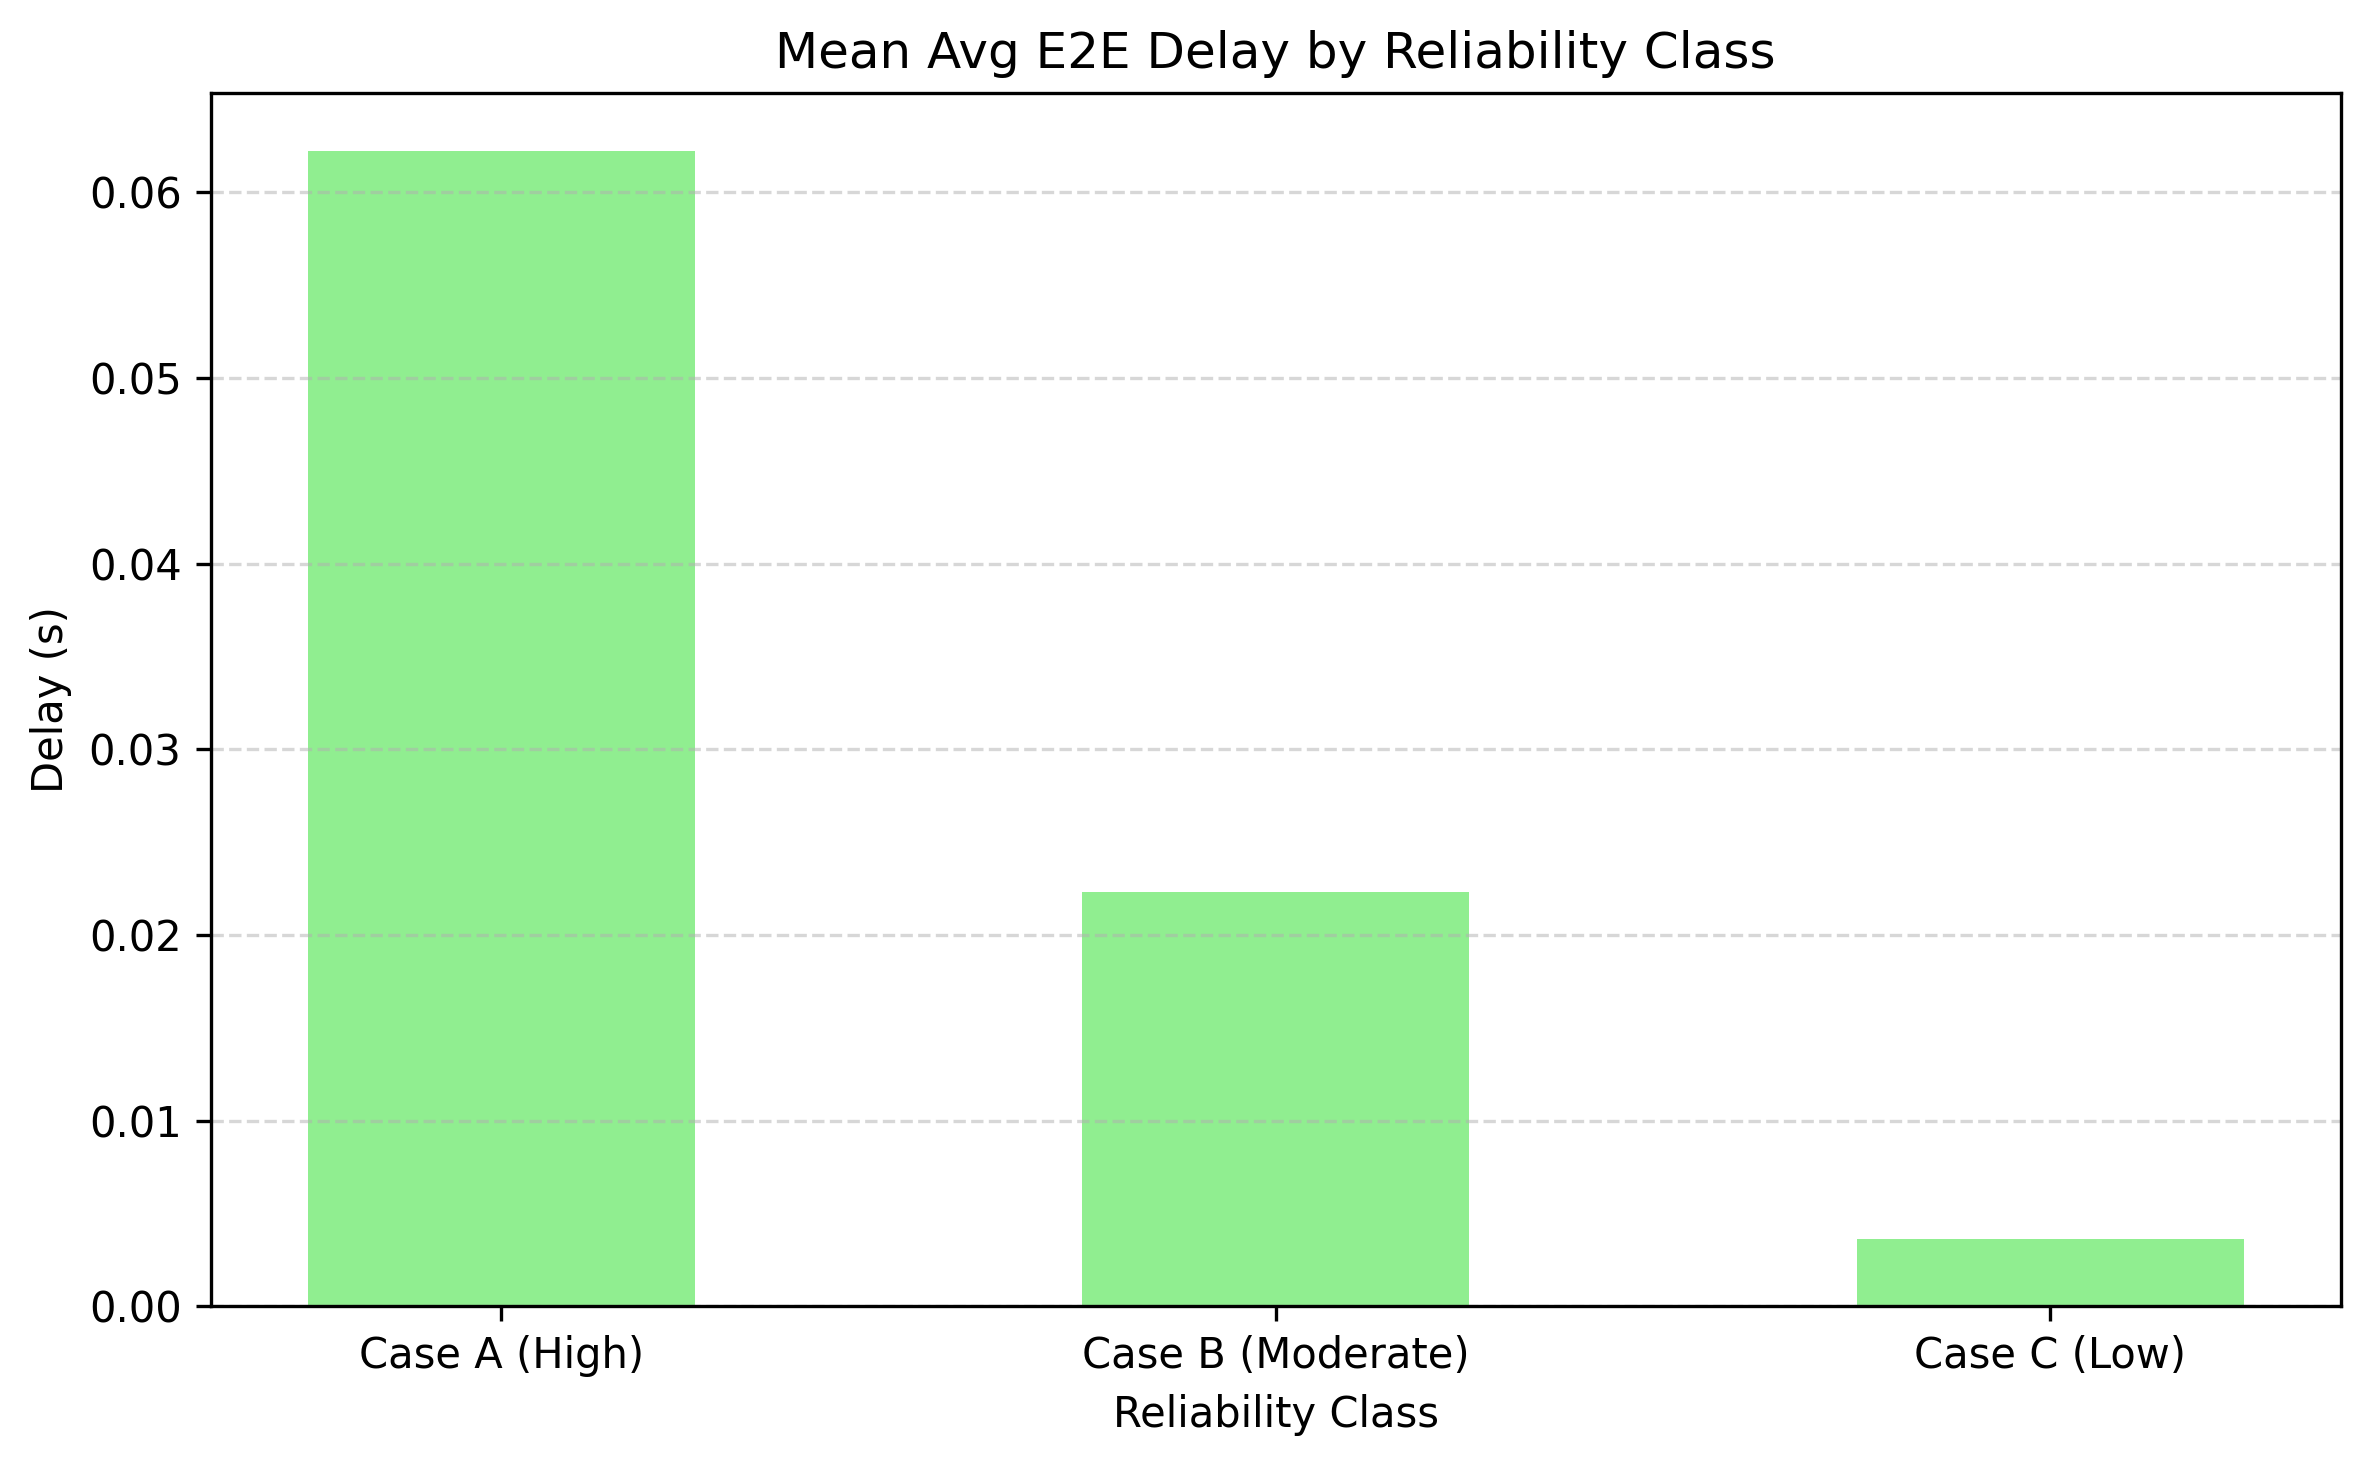 Mean Avg E2E Delay by Reliability Class
Delay (s)
0.06
0.05
0.04
0.03
0.02
0.01
0.00
Case A (High)
Case B (Moderate)
Case C (Low)
Reliability Class